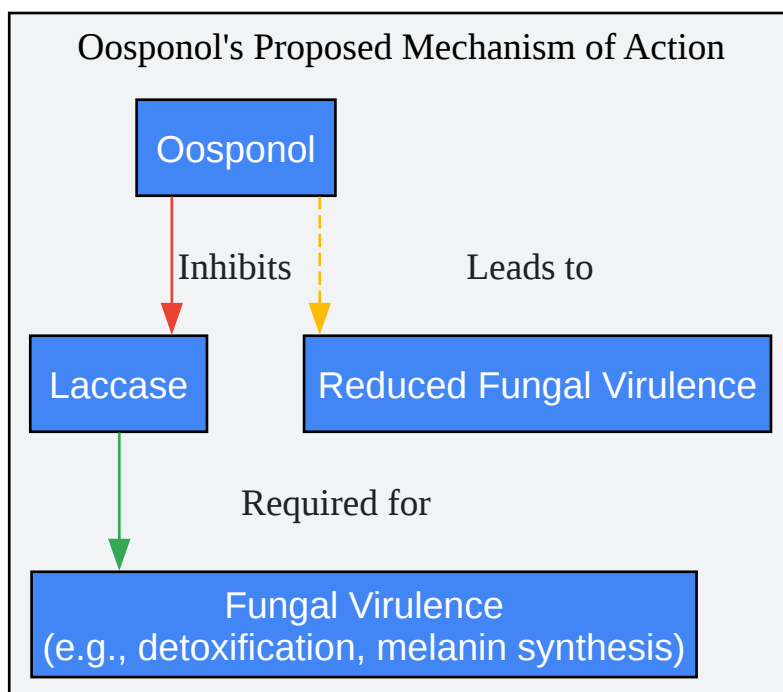 Oosponol's Proposed Mechanism of Action
Oosponol
Inhibits
Leads to
Laccase
Reduced Fungal Virulence
Required for
Fungal Virulence
(e.g., detoxification, melanin synthesis)